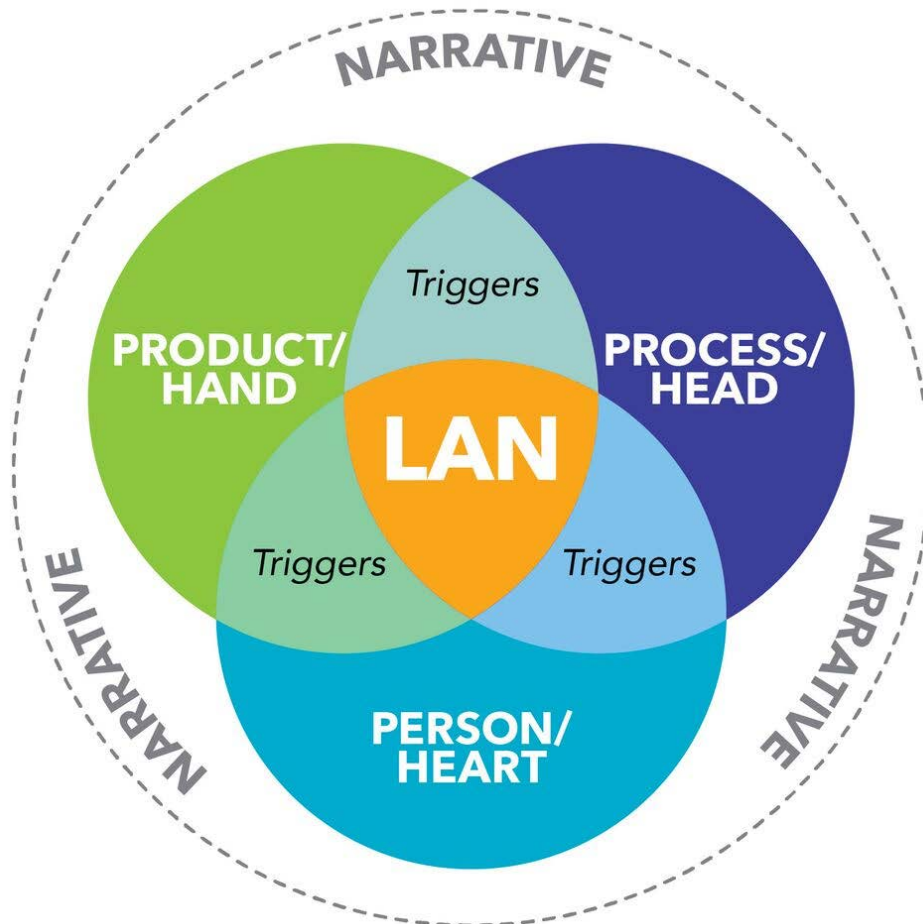 NARRATIVE
Triggers
PRODUCT/
HAND
PROCESS/
HEAD
LAN
Triggers
Triggers
NARRATIVE
NARRATIVE
PERSON/
HEART